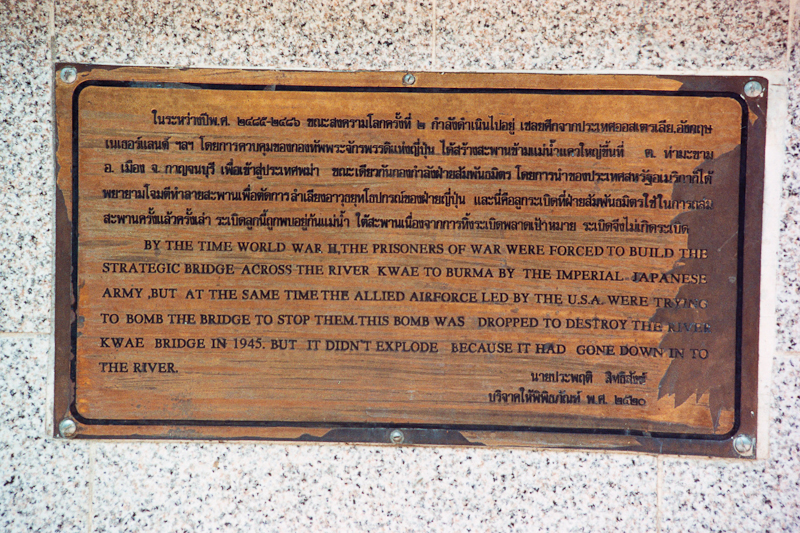 ในระหว่างปีพ.ศ. ๒๔๘๕-๒๔๘๖ ขณะสงครามโลกครั้งที่ ๒ กำลังดำเนินไปอยู่ เชลยศึกจากประเทศออสเตรเลีย,อังกฤษ
เนเธอร์แลนด์ ฯลฯ โดยการควบคุมของกองทัพพระจักรพรรดิแห่งญี่ปุ่น ได้สร้างสะพานข้ามแม่น้ำแควใหญ่ขึ้นที่ ต. ท่ามะขาม
อ. เมือง จ. กาญจนบุรี เพื่อเข้าสู่ประเทศพม่า ขณะเดียวกันกองกำลังฝ่ายสัมพันธมิตร โดยการนำของประเทศสหรัฐอเมริกาก็ได้
พยายามโจมตีทำลายสะพานเพื่อตัดการลำเลียงอาวุธยุทโธปกรณ์ของฝ่ายญี่ปุ่น และนี่คือลูกระเบิดที่ฝ่ายสัมพันธมิตรใช้ในการถล่ม
สะพานครั้งแล้วครั้งเล่า ระเบิดลูกนี้ถูกพบอยู่ก้นแม่น้ำ ใต้สะพานเนื่องจากการทิ้งระเบิดพลาดเป้าหมาย ระเบิดจึงไม่เกิดระเบิด
BY THE TIME WORLD WAR II,THE PRISONERS OF WAR WERE FORCED TO BUILD THE
STRATEGIC BRIDGE ACROSS THE RIVER KWAE TO BURMA BY THE IMPERIAL JAPANESE
ARMY ,BUT AT THE SAME TIME THE ALLIED AIRFORCE LED BY THE U.S.A. WERE TRYING
TO BOMB THE BRIDGE TO STOP THEM.THIS BOMB WAS DROPPED TO DESTROY THE RIVER
KWAE BRIDGE IN 1945. BUT IT DIDN'T EXPLODE BECAUSE IT HAD GONE DOWN IN TO
THE RIVER.
นายประพฤติ สิทธิสังข์
บริจาคให้พิพิธภัณฑ์ พ.ศ. ๒๕๒๐